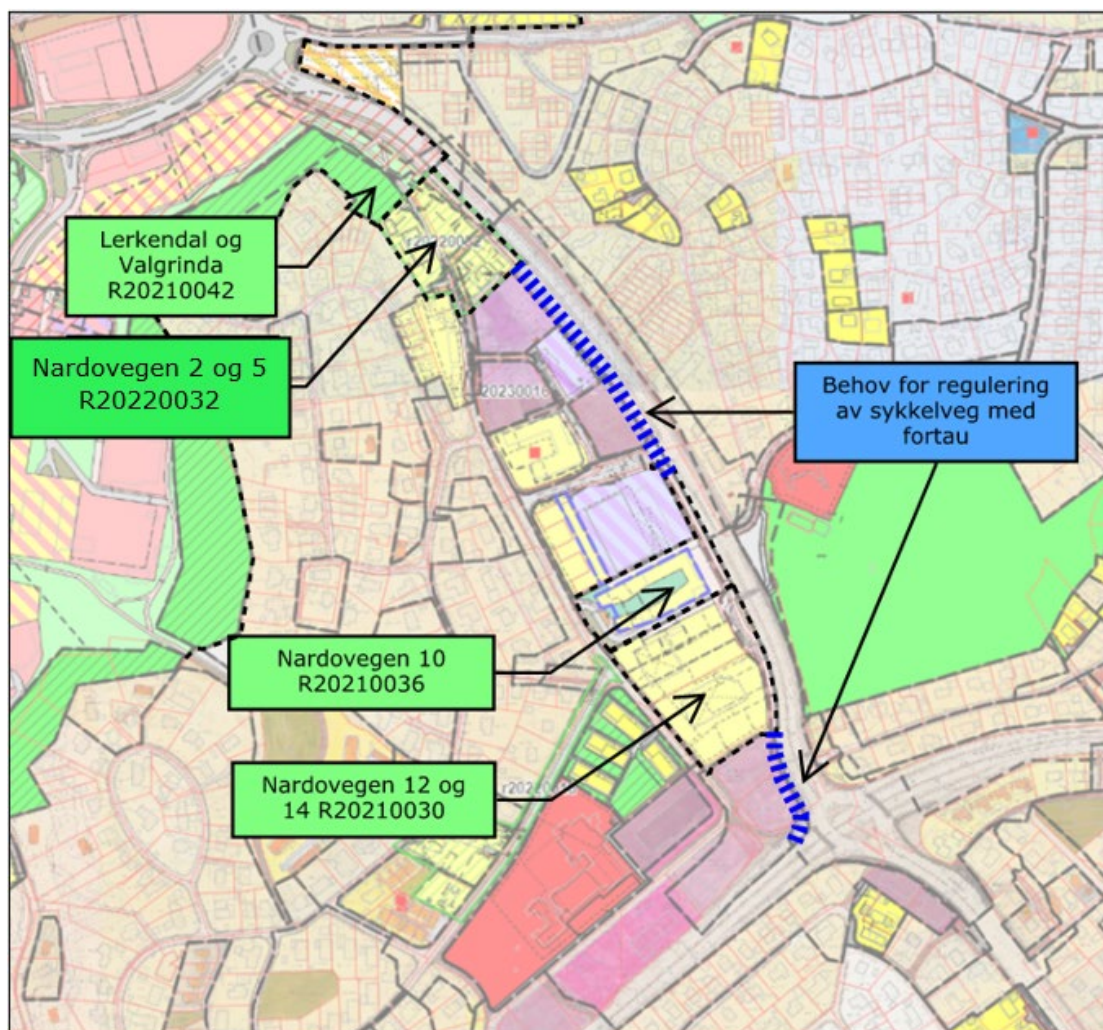 Lerkendal og
Valgrinda
R20210042
Nardovegen 2 og 5
R20220032
Behov for regulering
av sykkelveg med
fortau
Nardovegen 10
R20210036
Nardovegen 12 og
14 R20210030